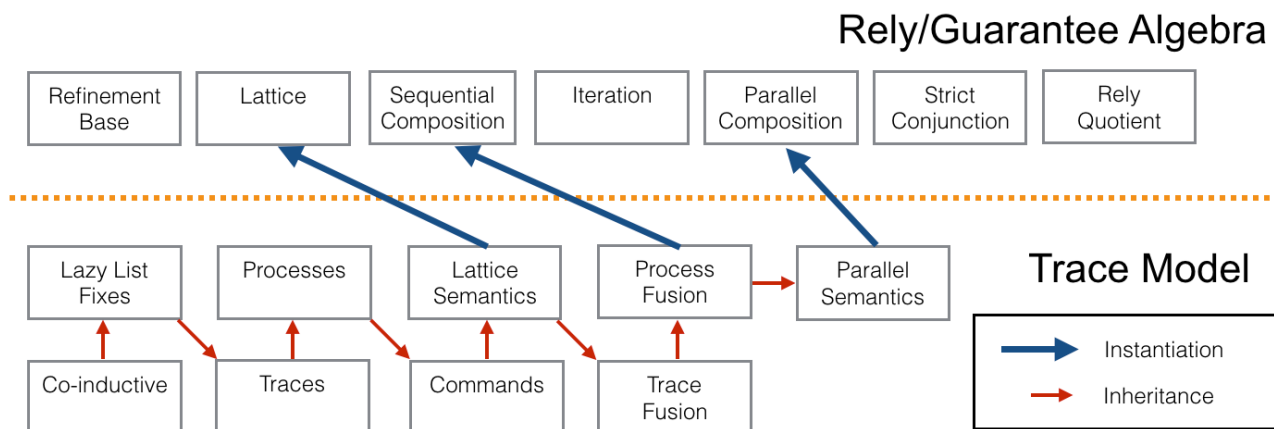 Rely/Guarantee Algebra
Refinement
Base
Lattice
Sequential
Composition
Iteration
Parallel
Composition
Strict
Conjunction
Rely
Quotient
Lazy List
Fixes
Processes
Lattice
Semantics
Process
Fusion
Parallel
Semantics
Trace Model
Co-inductive
Traces
Commands
Trace
Fusion
Instantiation
Inheritance